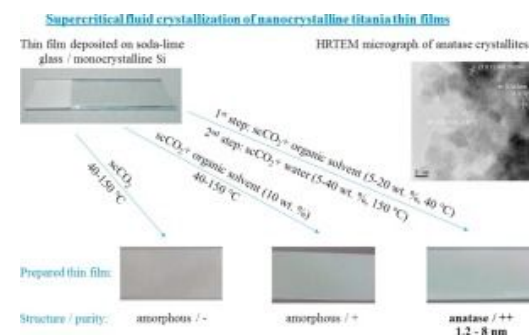 Supercritical fluid crystallization of nanocrystalline titania thin films
Thin film deposited on soda-lime
glass / monocrystalline Si
HRTEM micrograph of anatase crystallites
1st step: scCO2+ organic solvent (5-20 wt. %, 40 °C)
2nd step: scCO2+ water (5-40 wt. %, 150 °C)
scCO2+ organic solvent (10 wt. %)
40-150 °C
scCO2
40-150 °C
Prepared thin film:
Structure / purity:
amorphous / -
amorphous / +
anatase / ++
1.2 - 8 nm